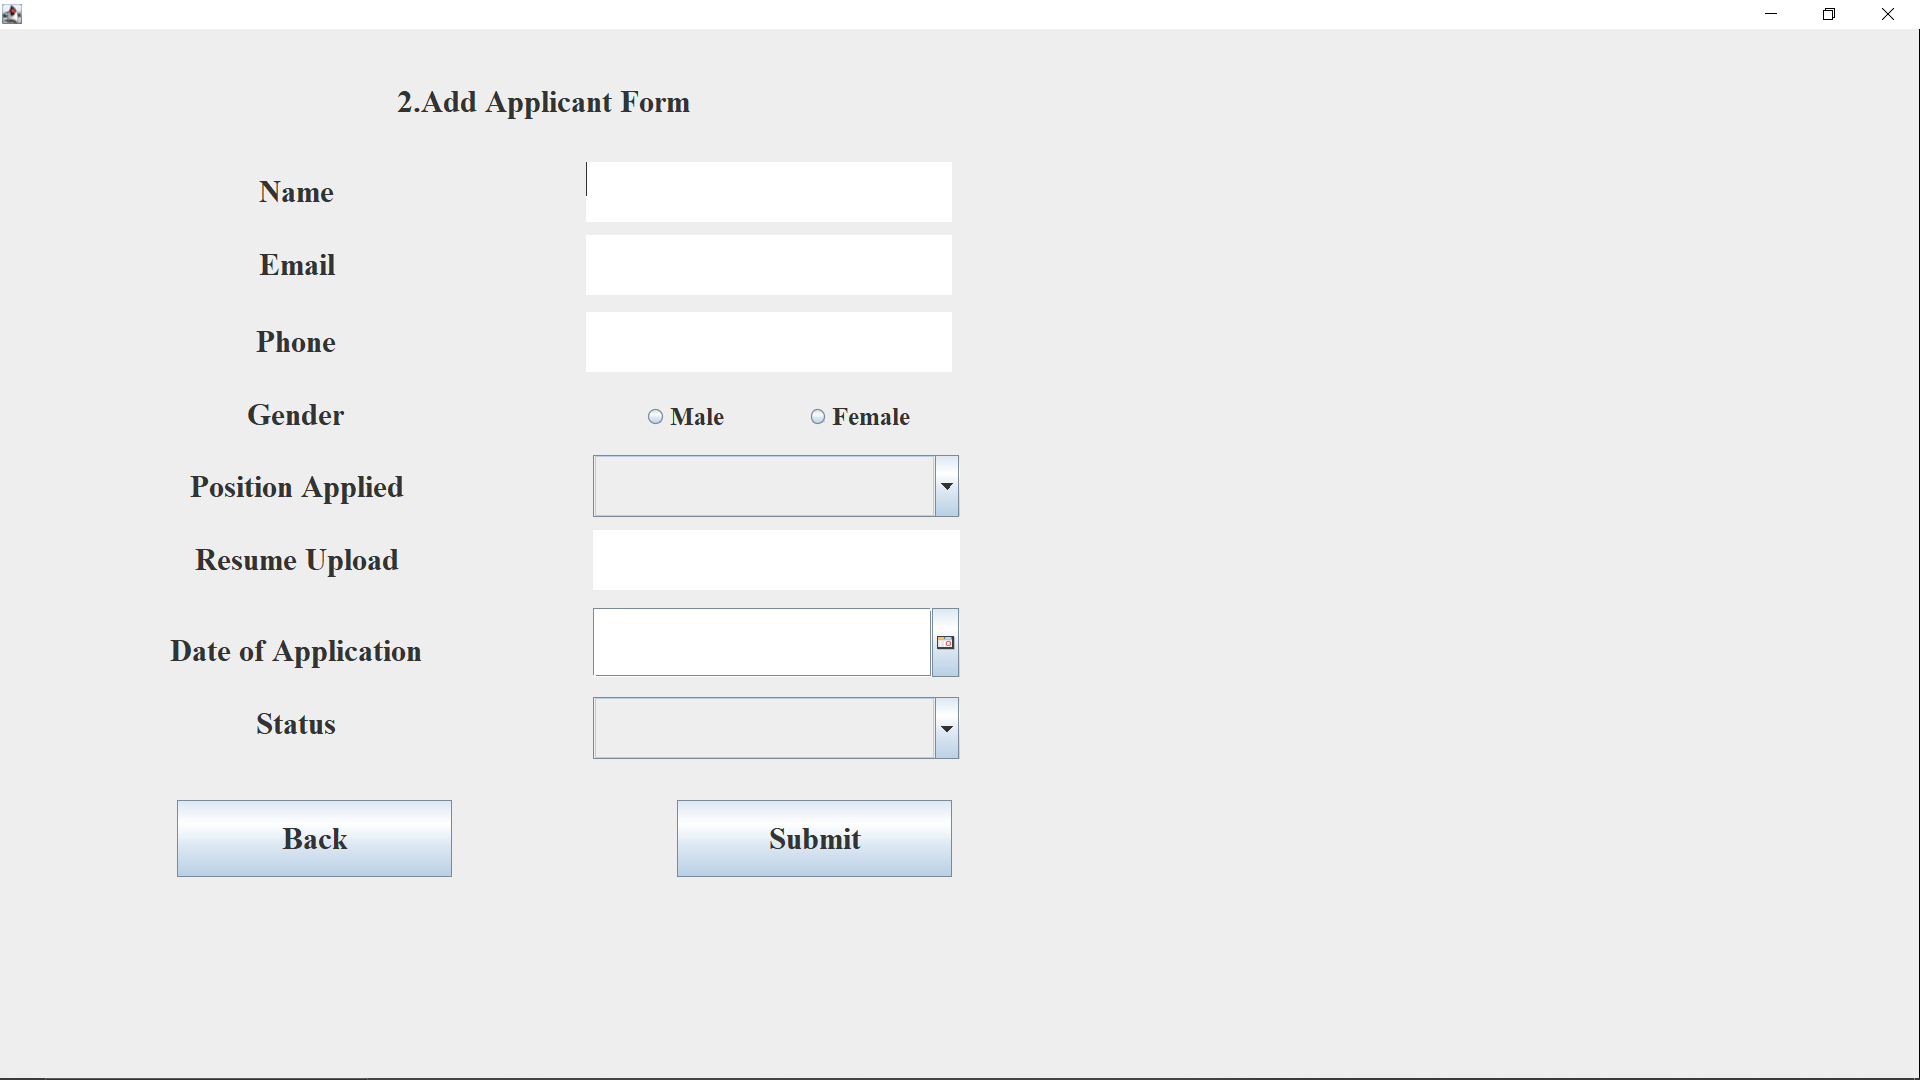 2.Add Applicant Form
Name
Email
Phone
Gender
Male Female
Position Applied
Resume Upload
Date of Application
Status
Back Submit